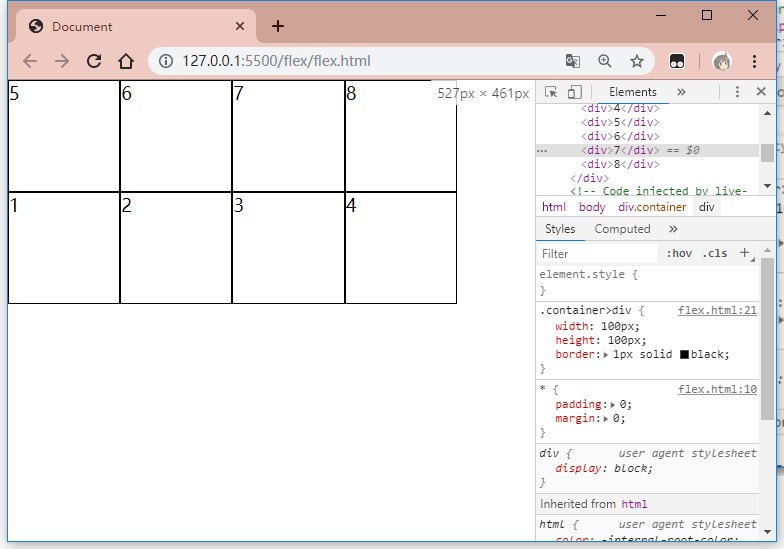 Document
127.0.0.1:5500/flex/flex.html
5 6 7 8
527px × 461px
1 2 3 4
Elements
<div>4</div>
<div>5</div>
<div>6</div>
<div>7</div> == $0
<div>8</div>
</div>
<!-- Code injected by live-
html body div.container div
Styles Computed
Filter :hov .cls +
element.style {
}
.container>div { flex.html:21
width: 100px;
height: 100px;
border: 1px solid black;
}
* { flex.html:10
padding: 0;
margin: 0;
}
div { user agent stylesheet
display: block;
}
Inherited from html
html { user agent stylesheet
color: -internal-root-color;